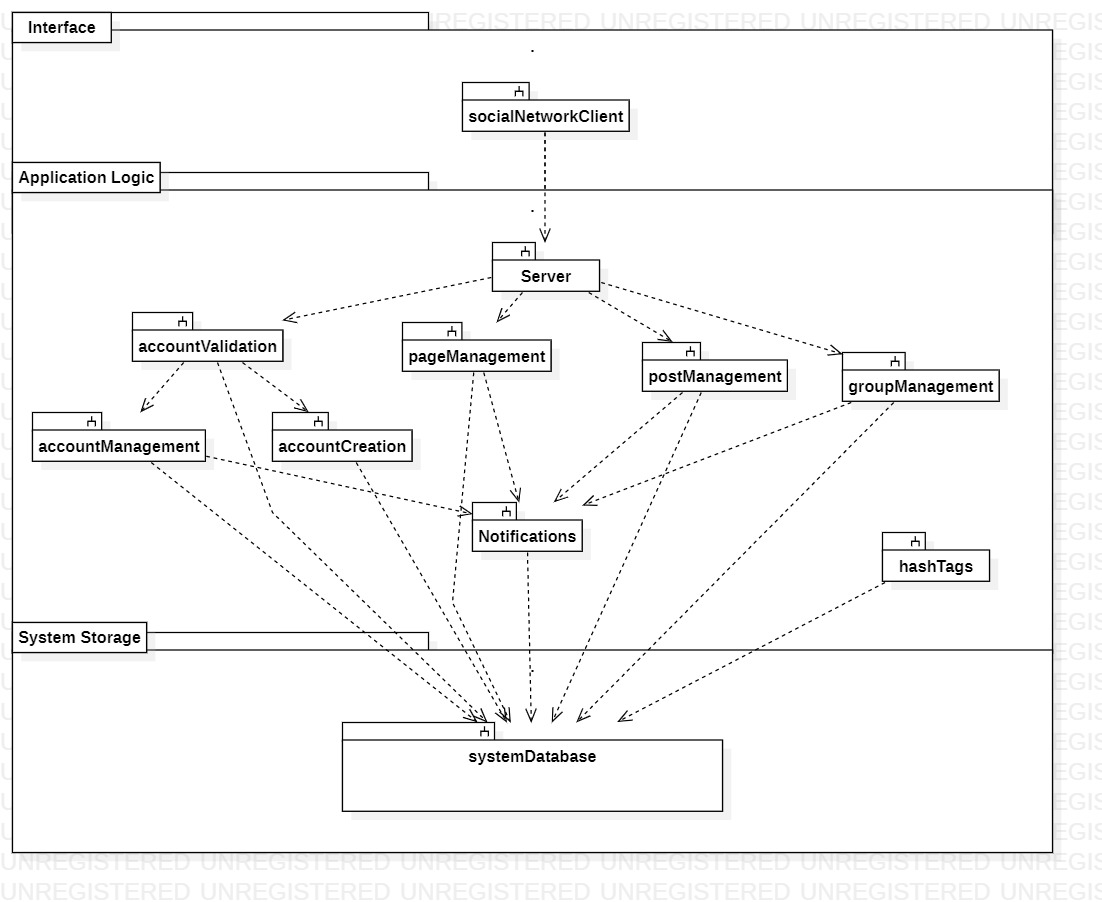 UNREGISTERED UNREGISTERED UNREGIS
Interface
socialNetworkClient
Application Logic
Server
accountValidation
pageManagement
postManagement
groupManagement
accountManagement
accountCreation
Notifications
hashTags
System Storage
systemDatabase
UNREGISTERED UNREGISTERED UNREGISTERED UNREGISTERED UNREGISTERED UNREGIS
UNREGISTERED UNREGISTERED UNREGISTERED UNREGISTERED UNREGISTERED UNREGIS